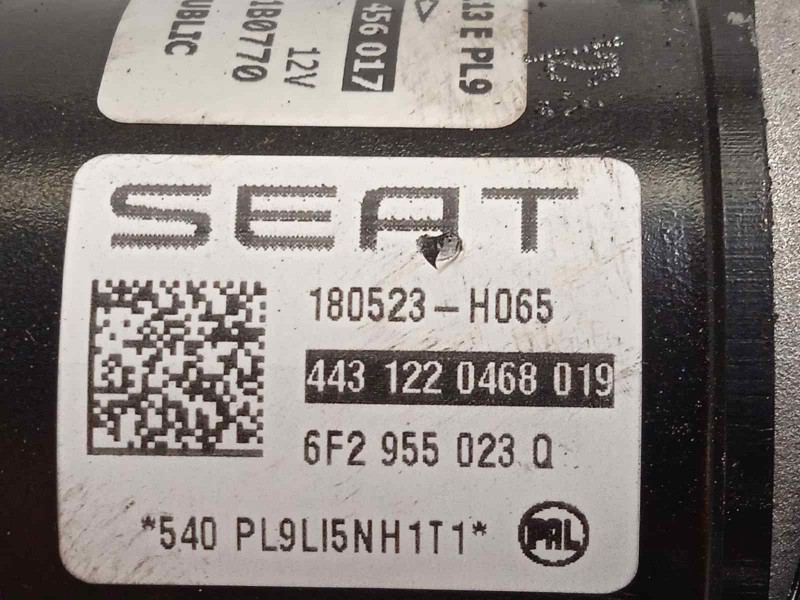 13 E PL9
456 017
12V
1B0770
UBLIC
SEAT
180523-H065
443 122 0468 019
6F2 955 023 Q
*540 PL9LI5NH1T1*
PAL